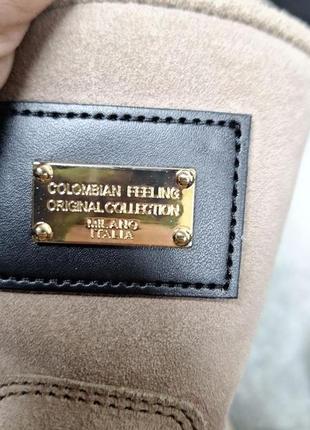 COLOMBIAN FEELING
ORIGINAL COLLECTION
MILANO
ITALIA